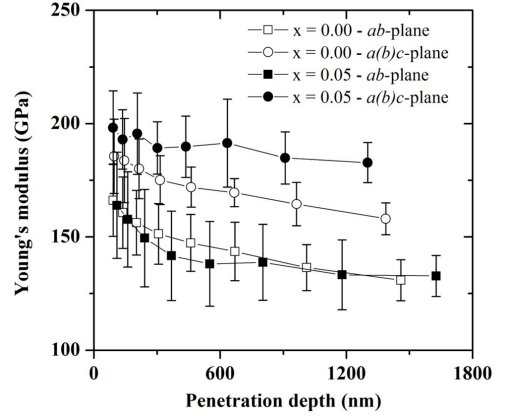 250
200
150
100
Young's modulus (GPa)
x = 0.00 - ab-plane
x = 0.00 - a(b)c-plane
x = 0.05 - ab-plane
x = 0.05 - a(b)c-plane
0
600
1200
1800
Penetration depth (nm)